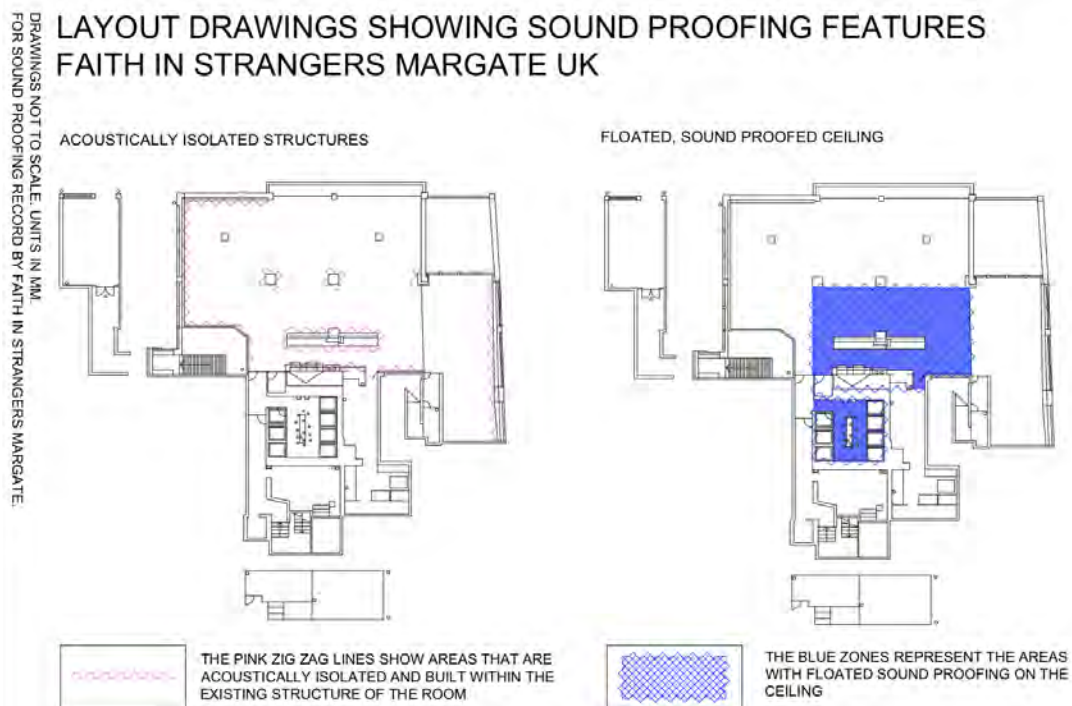 LAYOUT DRAWINGS SHOWING SOUND PROOFING FEATURES
FAITH IN STRANGERS MARGATE UK
DRAWINGS NOT TO SCALE. UNITS IN MM.
FOR SOUND PROOFING RECORD BY FAITH IN STRANGERS MARGATE.
ACOUSTICALLY ISOLATED STRUCTURES
FLOATED, SOUND PROOFED CEILING
THE PINK ZIG ZAG LINES SHOW AREAS THAT ARE
ACOUSTICALLY ISOLATED AND BUILT WITHIN THE
EXISTING STRUCTURE OF THE ROOM
THE BLUE ZONES REPRESENT THE AREAS
WITH FLOATED SOUND PROOFING ON THE
CEILING